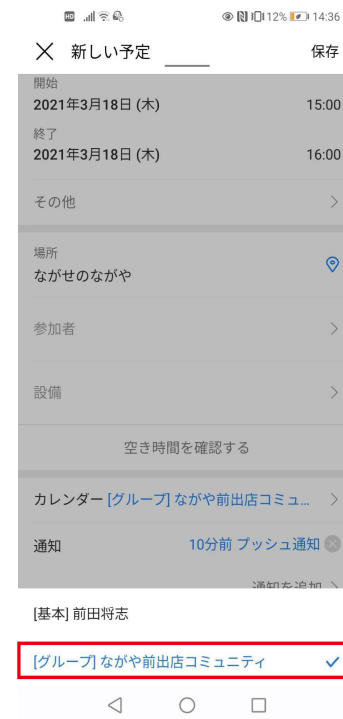 HD 12% 14:36
新しい予定 保存
開始
2021年3月18日 (木) 15:00
終了
2021年3月18日 (木) 16:00
その他
場所
ながせのながや
参加者
設備
空き時間を確認する
カレンダー [グループ] ながや前出店コミュ...
通知 10分前 プッシュ通知
通知を追加
[基本] 前田将志
[グループ] ながや前出店コミュニティ